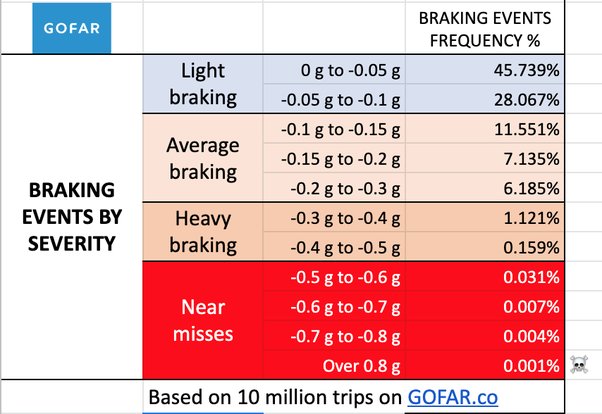 GOFAR
BRAKING EVENTS
FREQUENCY %
BRAKING
EVENTS BY
SEVERITY
Light
braking
0 g to -0.05 g 45.739%
-0.05 g to -0.1 g 28.067%
Average
braking
-0.1 g to -0.15 g 11.551%
-0.15 g to -0.2 g 7.135%
-0.2 g to -0.3 g 6.185%
Heavy
braking
-0.3 g to -0.4 g 1.121%
-0.4 g to -0.5 g 0.159%
Near
misses
-0.5 g to -0.6 g 0.031%
-0.6 g to -0.7 g 0.007%
-0.7 g to -0.8 g 0.004%
Over 0.8 g 0.001%
Based on 10 million trips on GOFAR.co